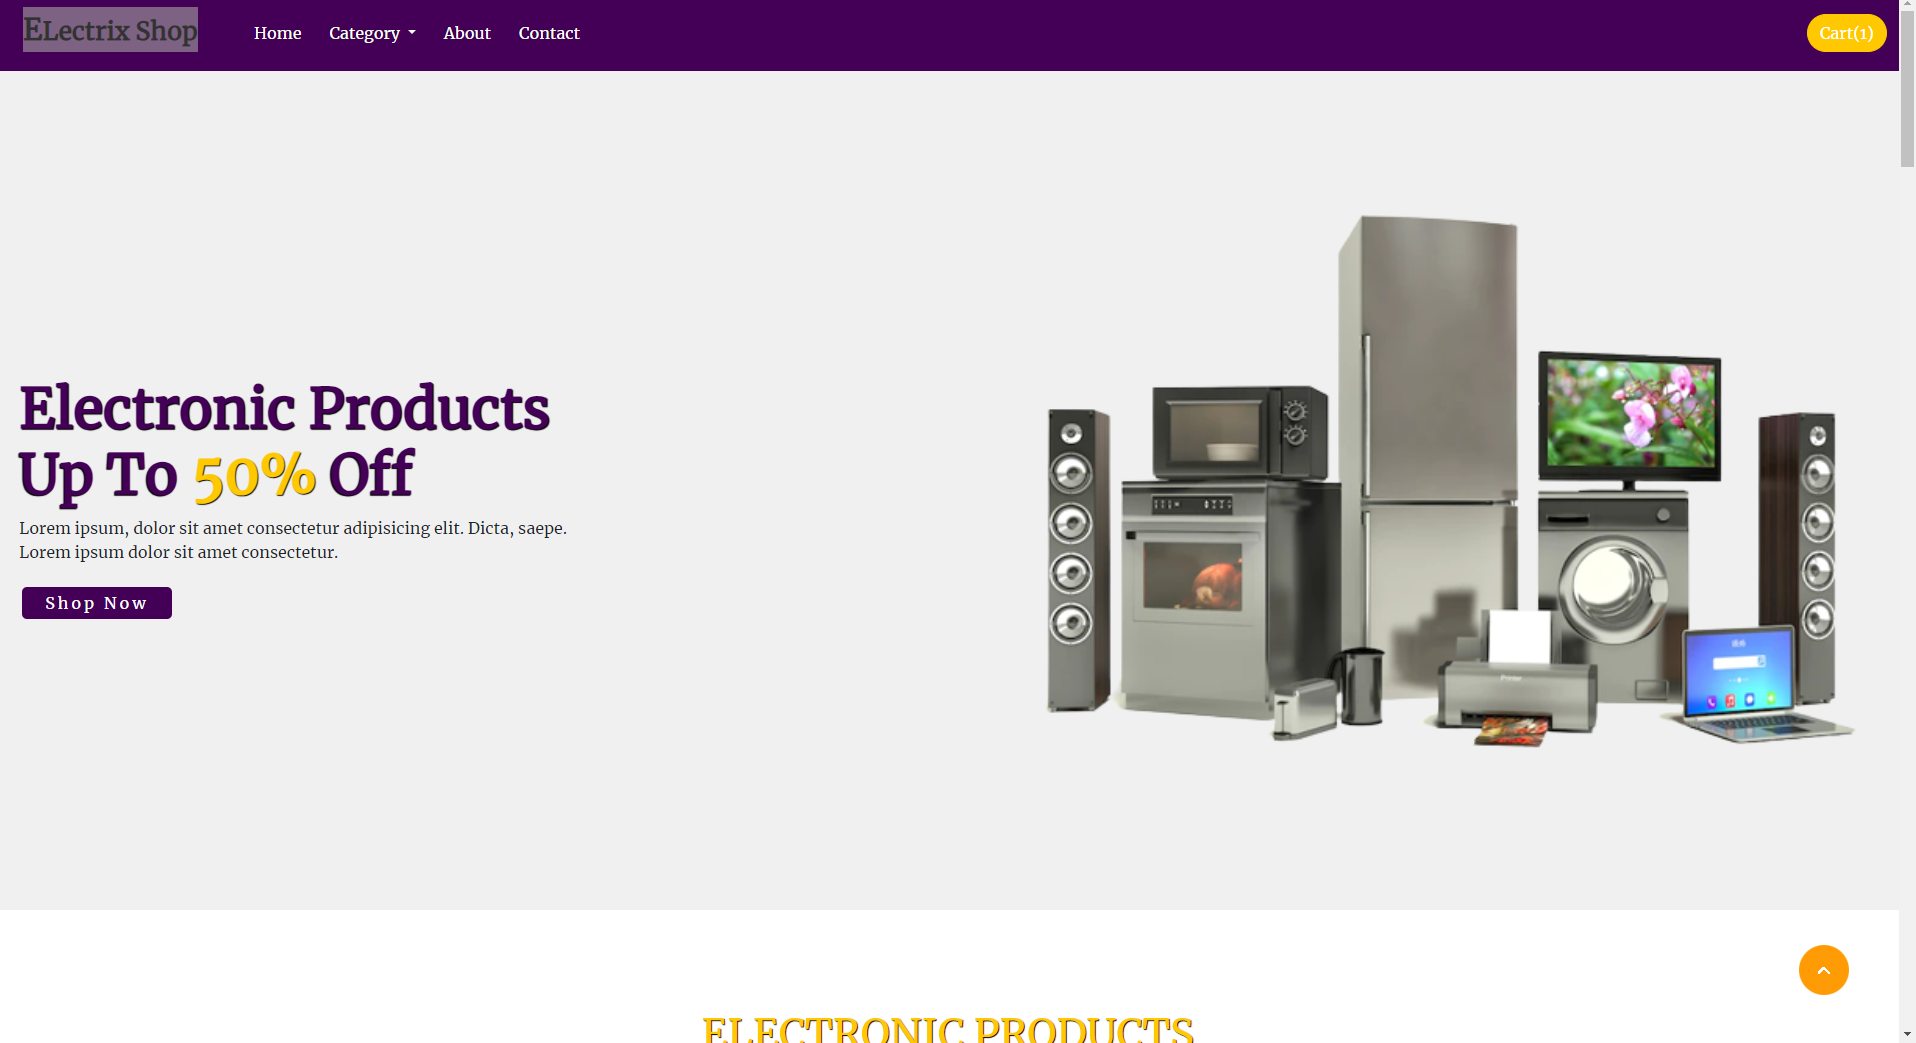 ELectrix Shop
Home
Category
About
Contact
Cart(1)
Electronic Products
Up To 50% Off
Lorem ipsum, dolor sit amet consectetur adipisicing elit. Dicta, saepe.
Lorem ipsum dolor sit amet consectetur.
Shop Now
Printer
ELECTRONIC PRODUCTS